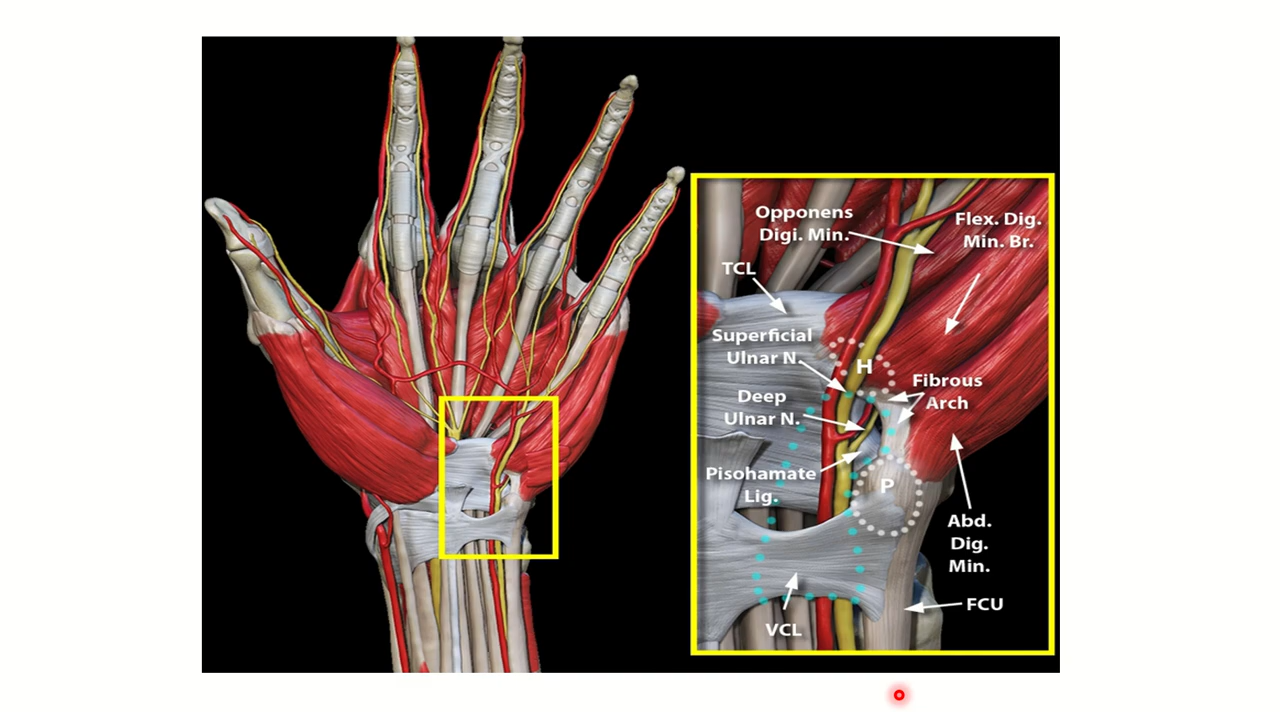 Opponens
Digi. Min.
Flex. Dig.
Min. Br.
TCL
Superficial
Ulnar N.
H
Fibrous
Arch
Deep
Ulnar N.
Pisohamate
Lig.
P
Abd.
Dig.
Min.
FCU
VCL